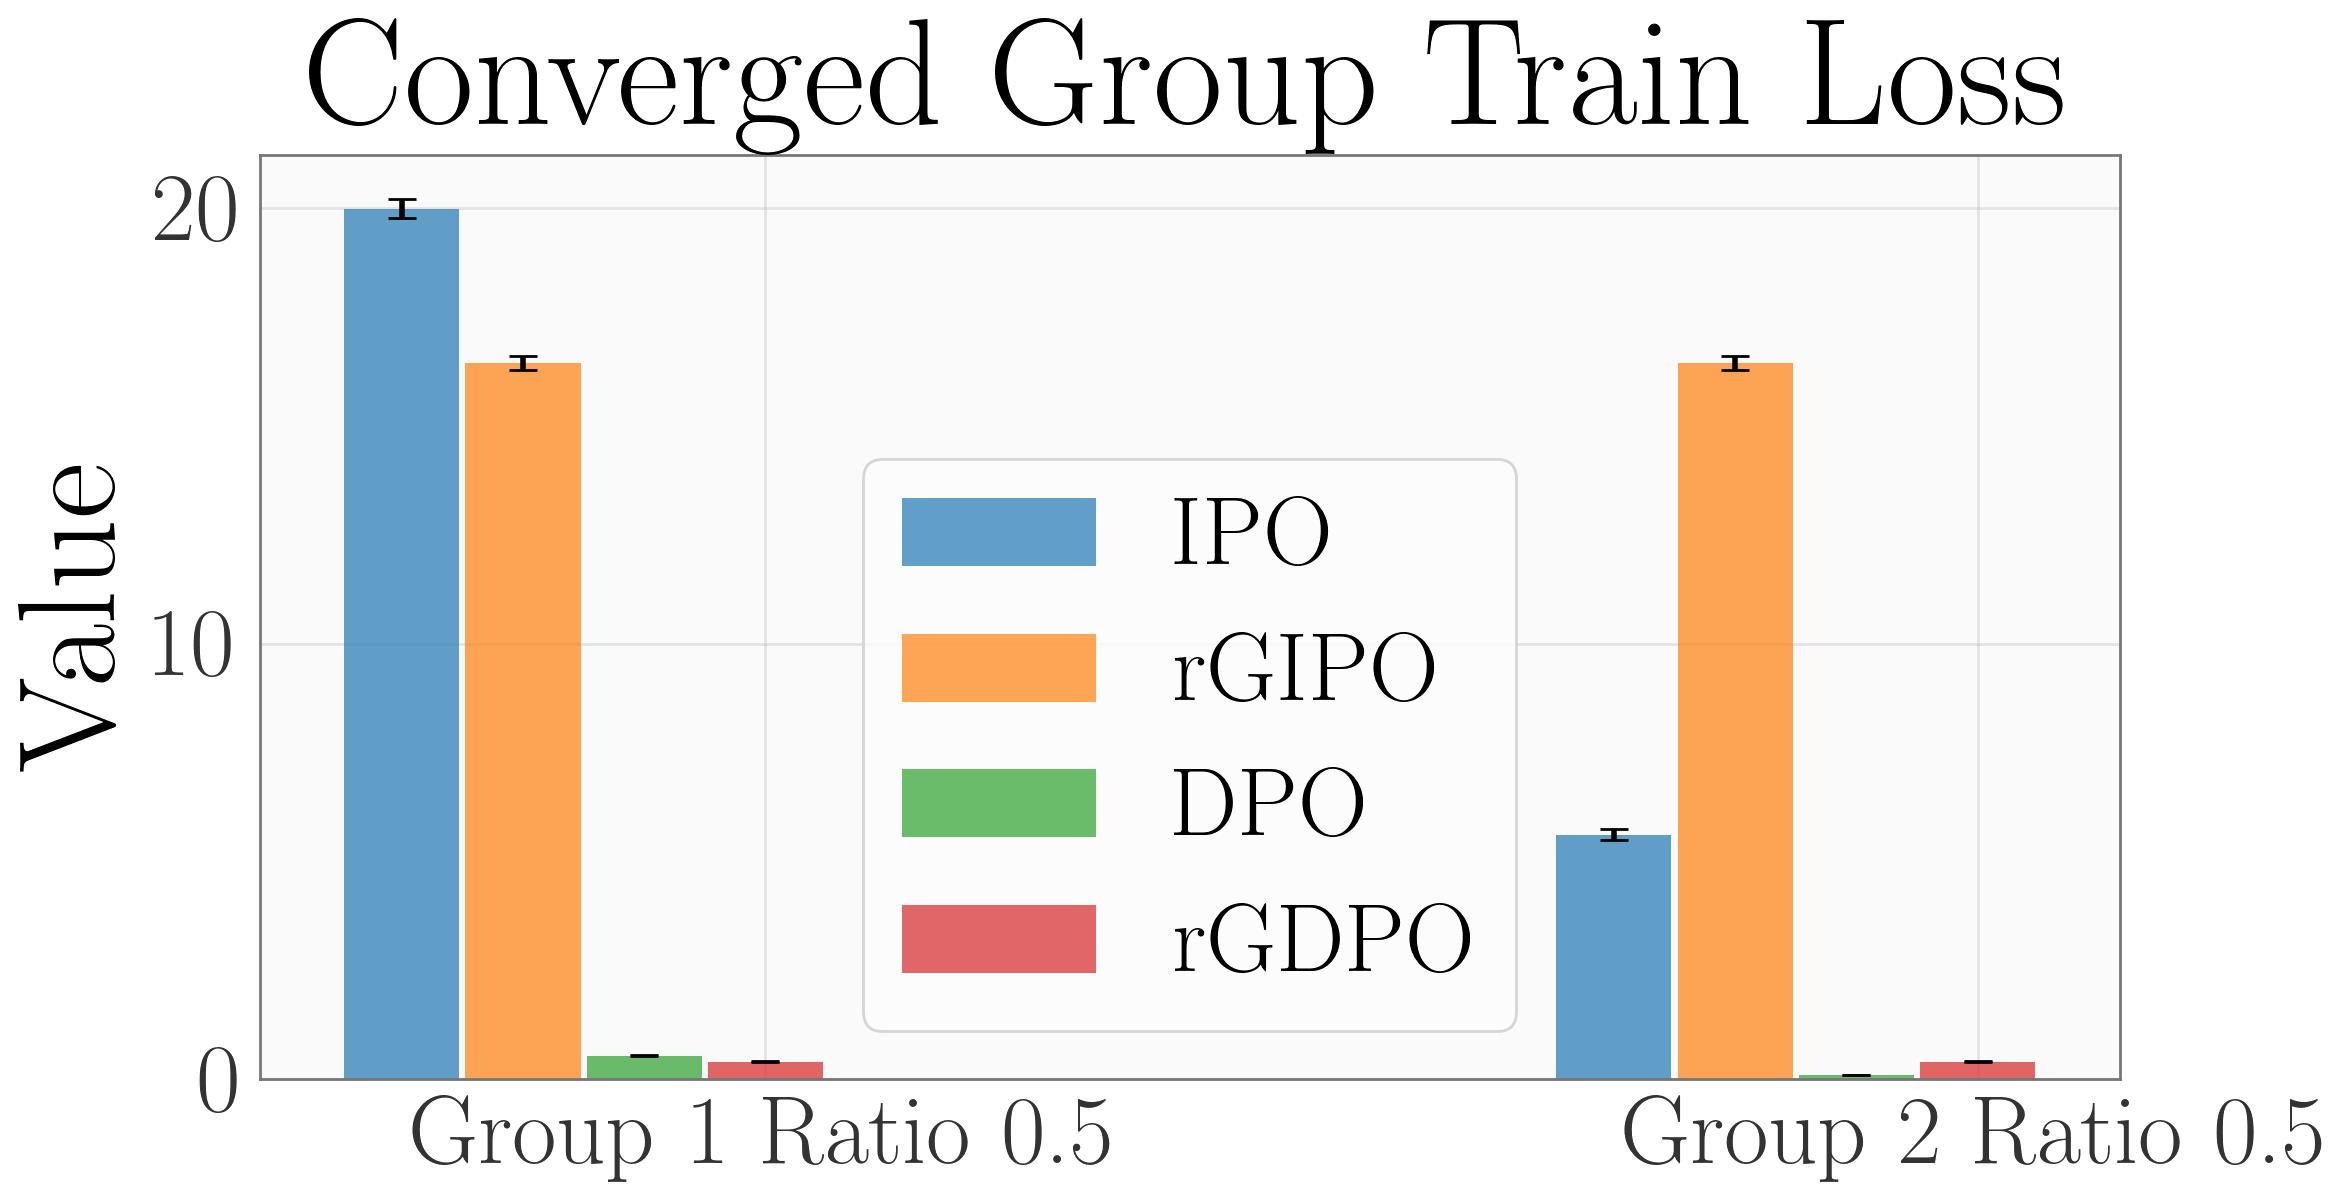 Converged Group Train Loss
Value
20
10
0
IPO
rGIPO
DPO
rGDPO
Group 1 Ratio 0.5
Group 2 Ratio 0.5